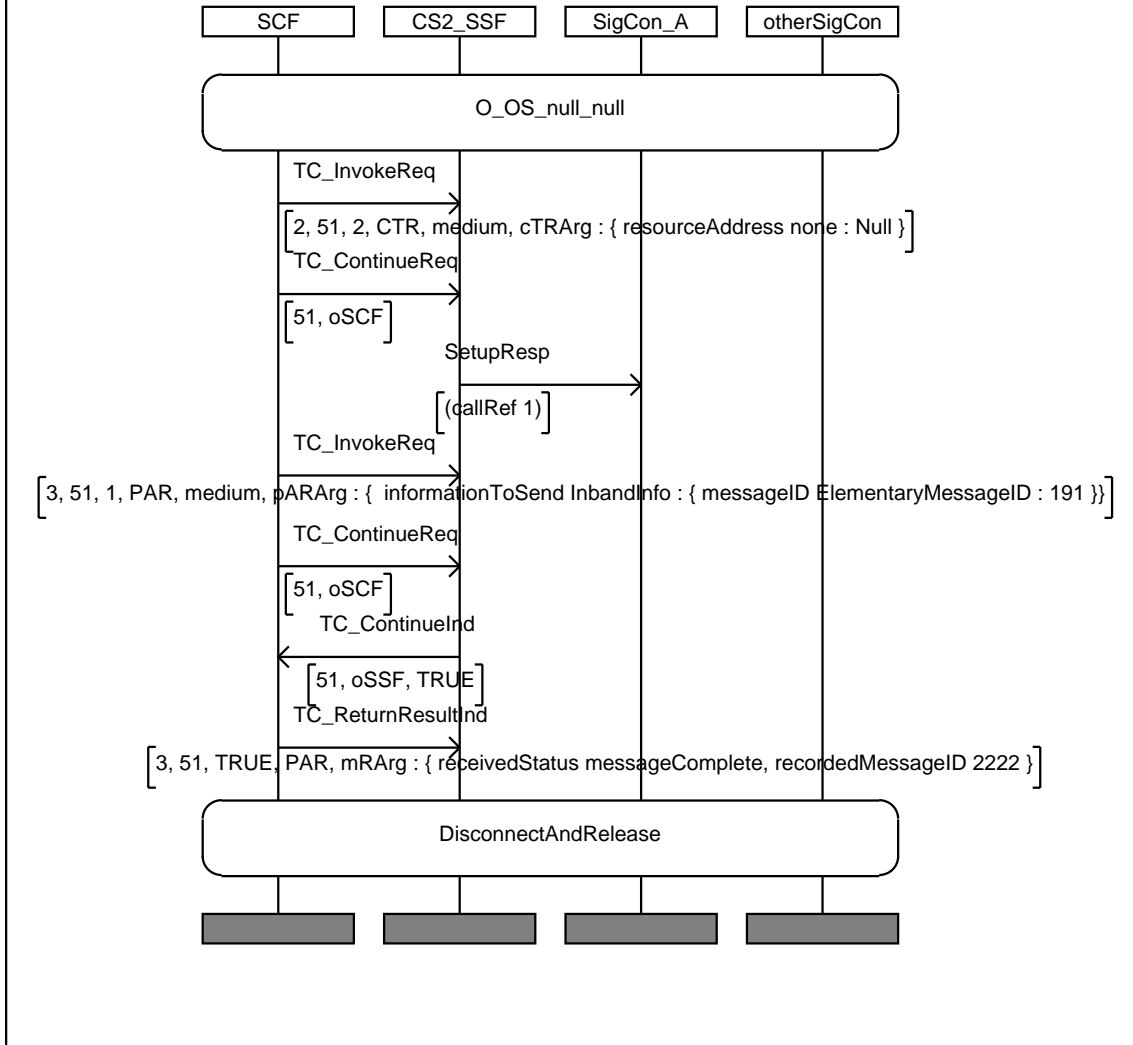 SCF CS2_SSF SigCon_A otherSigCon
O_OS_null_null
TC_InvokeReq
2, 51, 2, CTR, medium, cTRArg : { resourceAddress none : Null }
TC_ContinueReq
51, oSCF
SetupResp
(callRef 1)
TC_InvokeReq
3, 51, 1, PAR, medium, pARArg : { informationToSend InbandInfo : { messageID ElementaryMessageID : 191 }}
TC_ContinueReq
51, oSCF
TC_ContinueInd
51, oSSF, TRUE
TC_ReturnResultInd
3, 51, TRUE, PAR, mRArg : { receivedStatus messageComplete, recordedMessageID 2222 }
DisconnectAndRelease